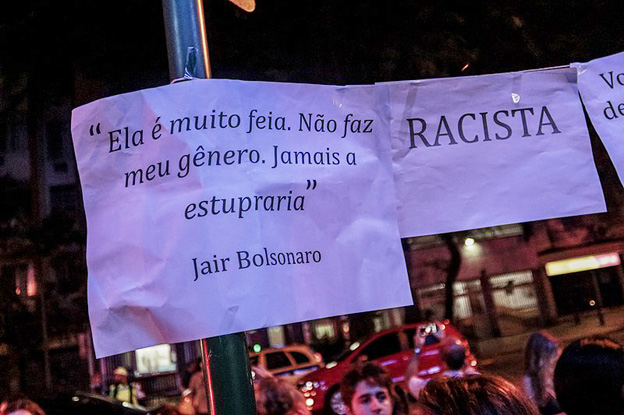 “Ela é muito feia. Não faz
meu gênero. Jamais a
estupraria”
Jair Bolsonaro
RACISTA